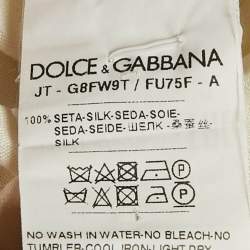 DOLCE & GABBANA
JT - G8FW9T / FU75F - A
100% SETA-SILK-SEDA-SOIE-
SEDA-SEIDE-ШЕЛК -桑蚕丝-
SILK
P
P
NO WASH IN WATER-NO BLEACH-NO
TUMBLER-COOL IRON-LIGHT DRY